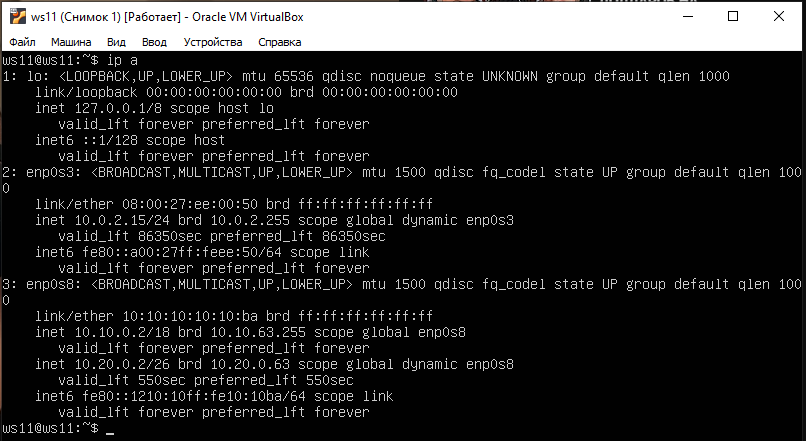 ws11 (Снимок 1) [Работает] - Oracle VM VirtualBox
Файл Машина Вид Ввод Устройства Справка
ws11@ws11:~$ ip a
1: lo: <LOOPBACK,UP,LOWER_UP> mtu 65536 qdisc noqueue state UNKNOWN group default qlen 1000
    link/loopback 00:00:00:00:00:00 brd 00:00:00:00:00:00
    inet 127.0.0.1/8 scope host lo
       valid_lft forever preferred_lft forever
    inet6 ::1/128 scope host
       valid_lft forever preferred_lft forever
2: enp0s3: <BROADCAST,MULTICAST,UP,LOWER_UP> mtu 1500 qdisc fq_codel state UP group default qlen 100
0
    link/ether 08:00:27:ee:00:50 brd ff:ff:ff:ff:ff:ff
    inet 10.0.2.15/24 brd 10.0.2.255 scope global dynamic enp0s3
       valid_lft 86350sec preferred_lft 86350sec
    inet6 fe80::a00:27ff:feee:50/64 scope link
       valid_lft forever preferred_lft forever
3: enp0s8: <BROADCAST,MULTICAST,UP,LOWER_UP> mtu 1500 qdisc fq_codel state UP group default qlen 100
0
    link/ether 10:10:10:10:10:ba brd ff:ff:ff:ff:ff:ff
    inet 10.10.0.2/18 brd 10.10.63.255 scope global enp0s8
       valid_lft forever preferred_lft forever
    inet 10.20.0.2/26 brd 10.20.0.63 scope global dynamic enp0s8
       valid_lft 550sec preferred_lft 550sec
    inet6 fe80::1210:10ff:fe10:10ba/64 scope link
       valid_lft forever preferred_lft forever
ws11@ws11:~$ _